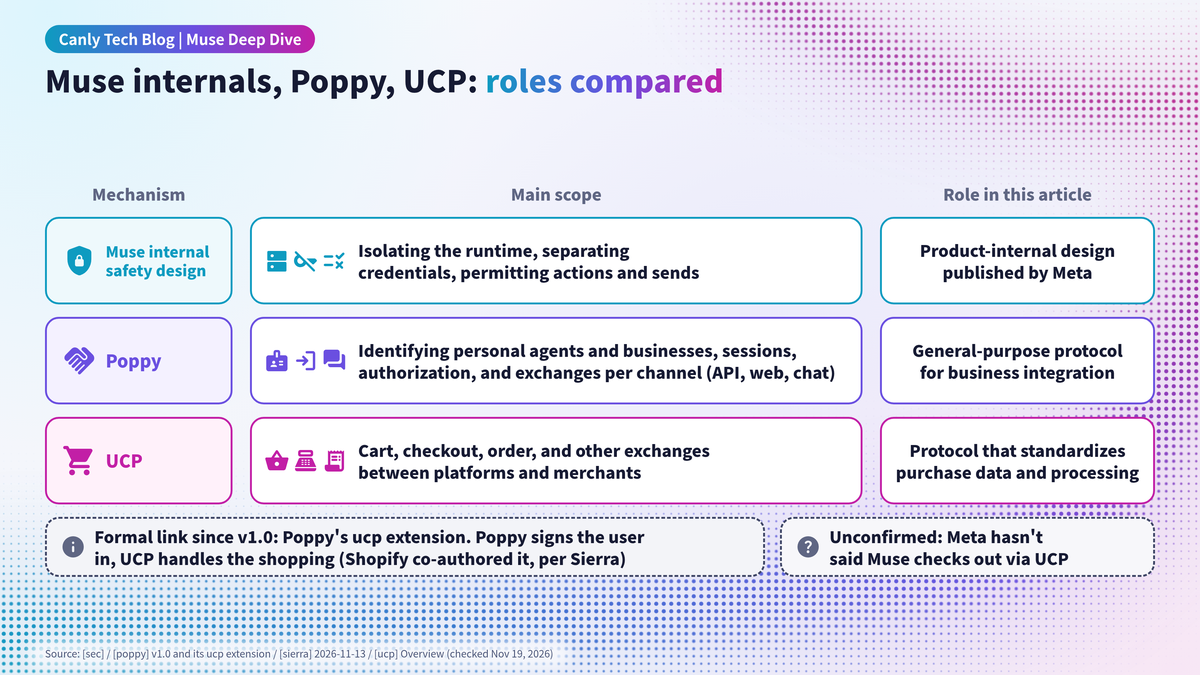 Canly Tech Blog | Muse Deep Dive
Muse internals, Poppy, UCP: roles compared
Mechanism
Main scope
Role in this article
Muse internal
safety design
Isolating the runtime, separating
credentials, permitting actions and sends
Product-internal design
published by Meta
Poppy
Identifying personal agents and businesses, sessions,
authorization, and exchanges per channel (API, web, chat)
General-purpose protocol
for business integration
UCP
Cart, checkout, order, and other exchanges
between platforms and merchants
Protocol that standardizes
purchase data and processing
Formal link since v1.0: Poppy's ucp extension. Poppy signs the user
in, UCP handles the shopping (Shopify co-authored it, per Sierra)
Unconfirmed: Meta hasn't
said Muse checks out via UCP
Source: [sec] / [poppy] v1.0 and its ucp extension / [sierra] 2026-11-13 / [ucp] Overview (checked Nov 19, 2026)